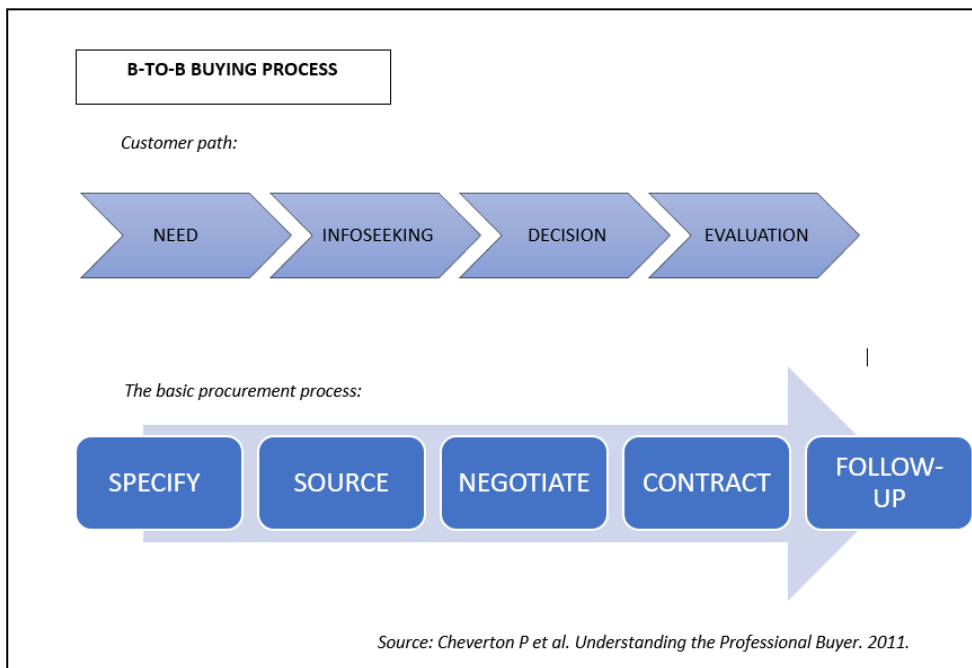 B-TO-B BUYING PROCESS
Customer path:
NEED
INFOSEEKING
DECISION
EVALUATION
The basic procurement process:
SPECIFY
SOURCE
NEGOTIATE
CONTRACT
FOLLOW-
UP
Source: Cheverton P et al. Understanding the Professional Buyer. 2011.